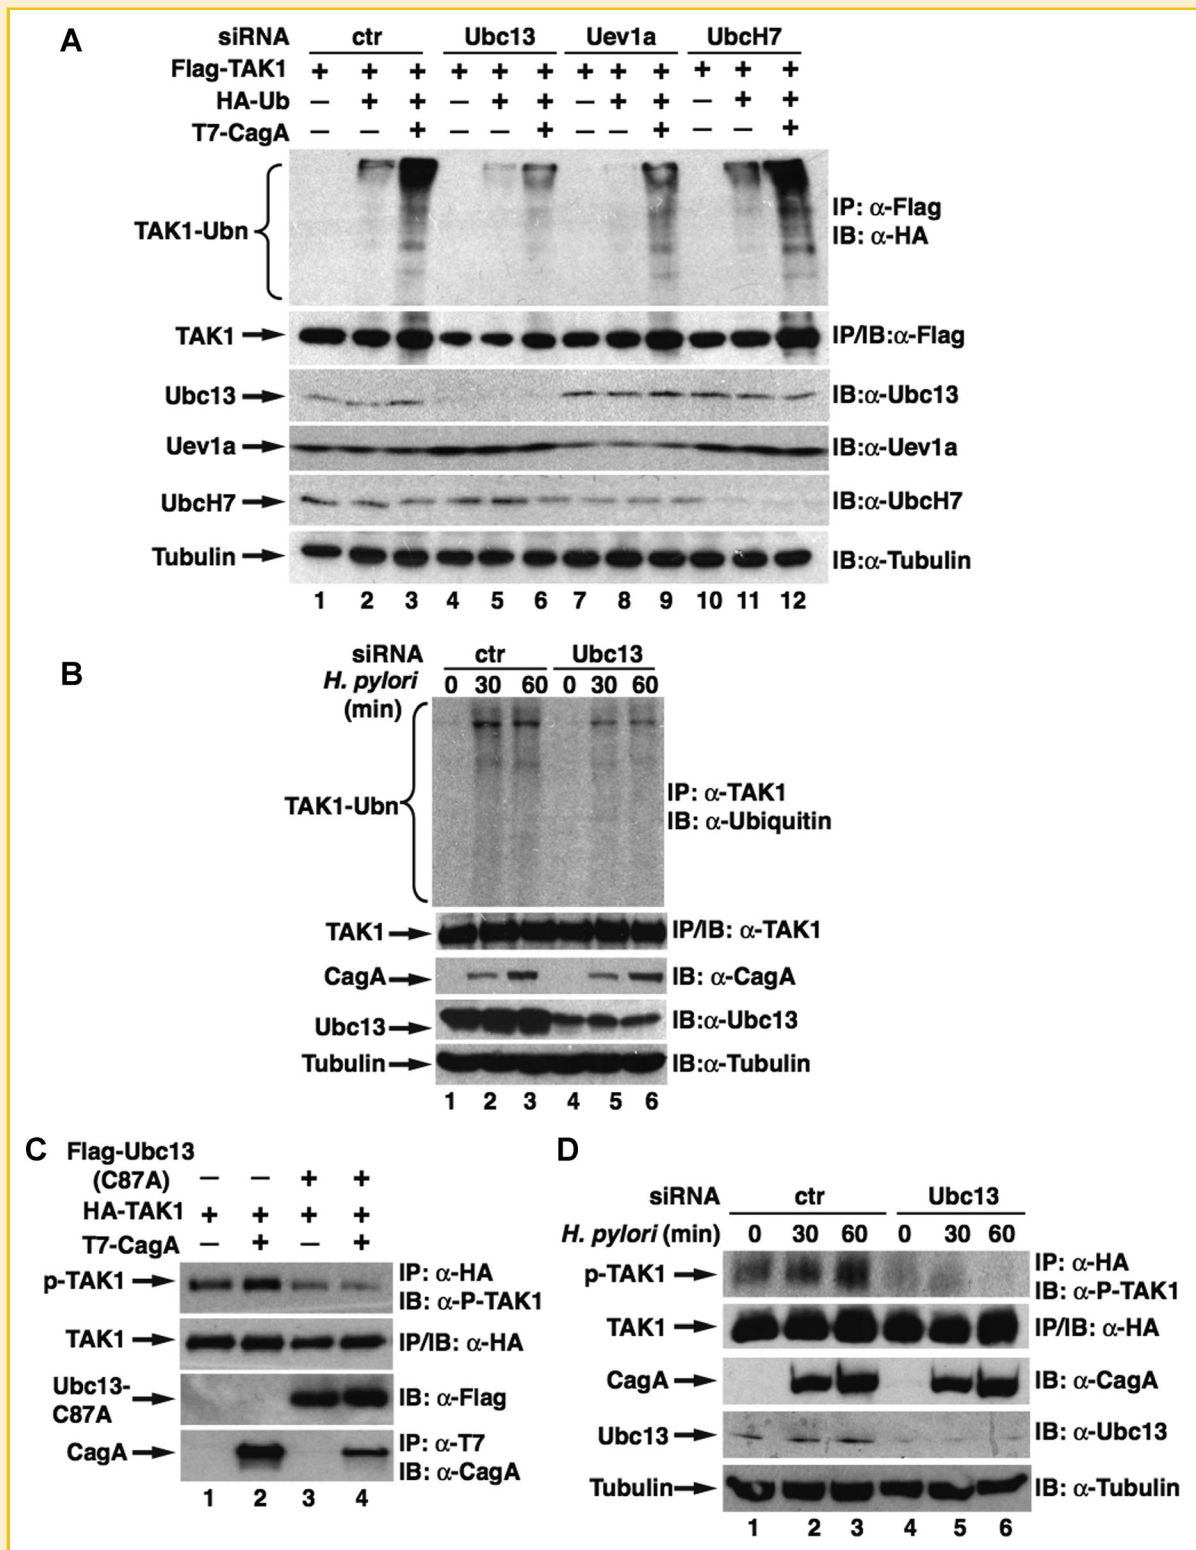 A
siRNA ctr Ubc13 Uev1a UbcH7
Flag-TAK1 + + + + + + + + + + + +
HA-Ub – + + – + + – + + – + +
T7-CagA – – + – – + – – + – – +
TAK1-Ubn
IP: α-Flag
IB: α-HA
TAK1 IP/IB:α-Flag
Ubc13 IB:α-Ubc13
Uev1a IB:α-Uev1a
UbcH7 IB:α-UbcH7
Tubulin IB:α-Tubulin
1 2 3 4 5 6 7 8 9 10 11 12
B
siRNA ctr Ubc13
H. pylori 0 30 60 0 30 60
(min)
TAK1-Ubn
IP: α-TAK1
IB: α-Ubiquitin
TAK1 IP/IB: α-TAK1
CagA IB: α-CagA
Ubc13 IB:α-Ubc13
Tubulin IB:α-Tubulin
1 2 3 4 5 6
C
Flag-Ubc13
(C87A) – – + +
HA-TAK1 + + + +
T7-CagA – + – +
p-TAK1 IP: α-HA
IB: α-P-TAK1
TAK1 IP/IB: α-HA
Ubc13-
C87A IB: α-Flag
CagA IP: α-T7
IB: α-CagA
1 2 3 4
D
siRNA ctr Ubc13
H. pylori (min) 0 30 60 0 30 60
p-TAK1 IP: α-HA
IB: α-P-TAK1
TAK1 IP/IB: α-HA
CagA IB: α-CagA
Ubc13 IB: α-Ubc13
Tubulin IB: α-Tubulin
1 2 3 4 5 6